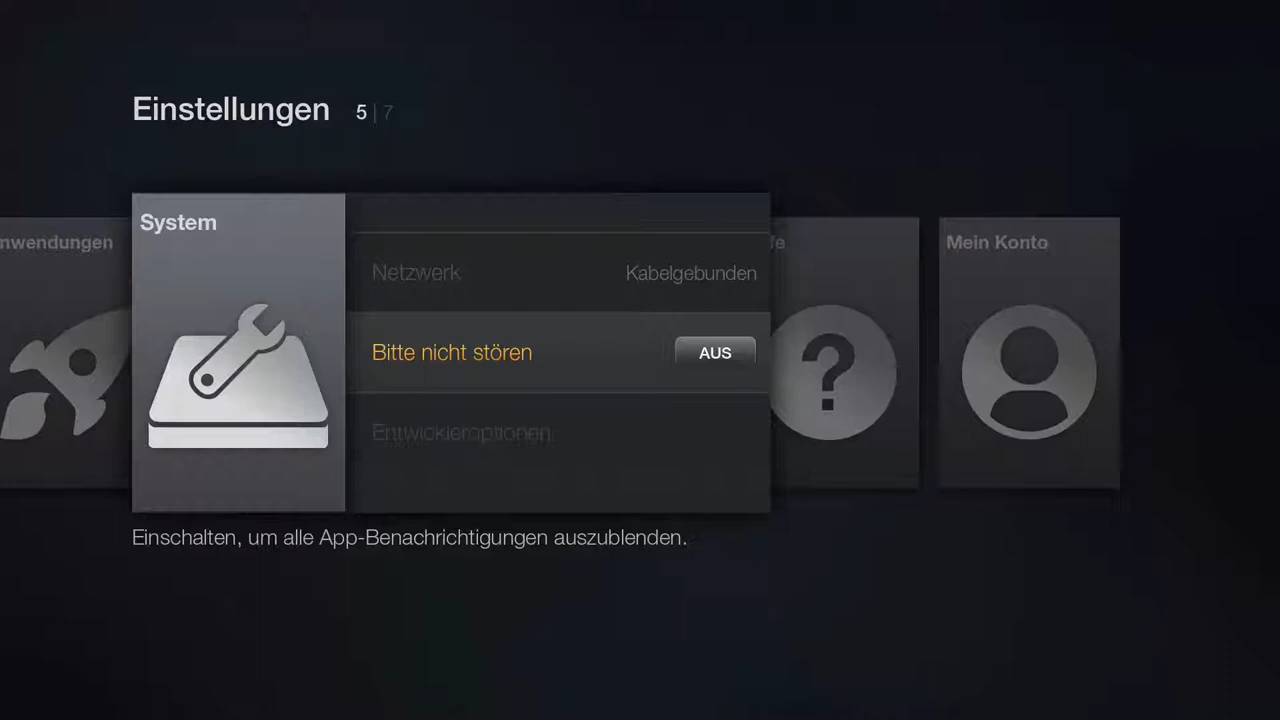 Einstellungen 5 | 7
System
nwendungen
fe
Mein Konto
Netzwerk Kabelgebunden
Bitte nicht stören AUS
Entwickleroptionen
Einschalten, um alle App-Benachrichtigungen auszublenden.